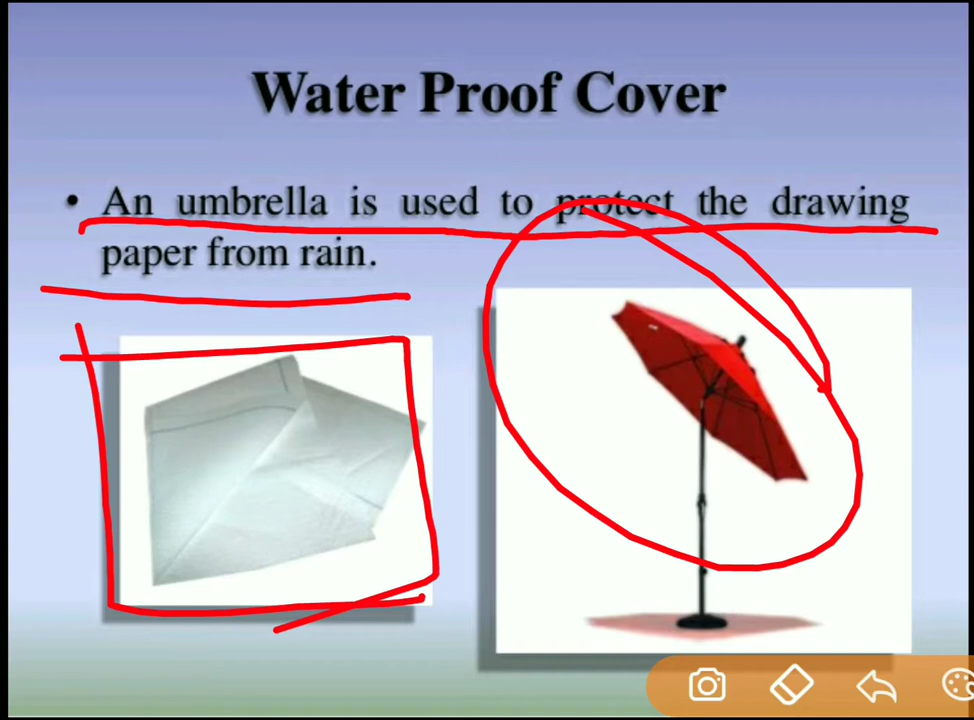 Water Proof Cover
• An umbrella is used to protect the drawing
paper from rain.